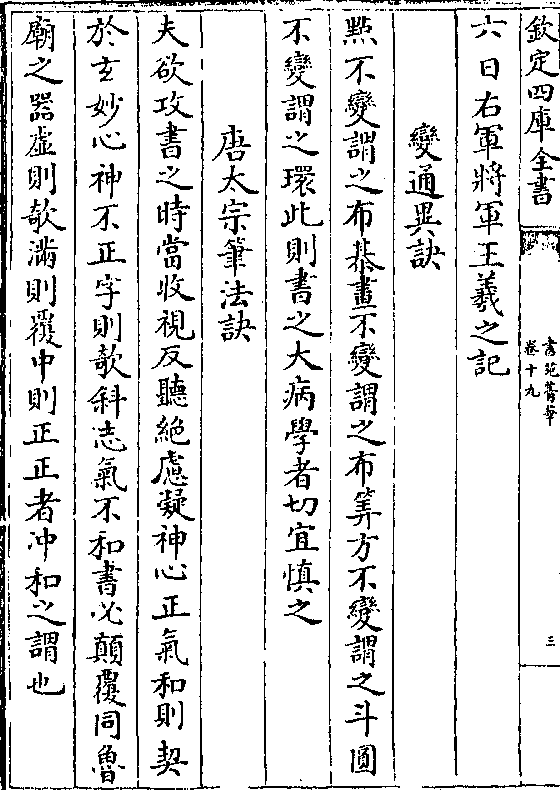 欽定四庫全書
書苑菁華
卷十九
三
六日右軍將軍王羲之記
變通異訣
㸃不變謂之布棊畫不變謂之布筭方不變謂之斗圓
不變謂之環此則書之大病學者切宜慎之
唐太宗筆法訣
夫欲攻書之時當收視反聽絶慮凝神心正氣和則契
於𤣥妙心神不正字則欹斜志氣不和書必顛覆同魯
廟之器虛則欹滿則覆中則正正者沖和之謂也